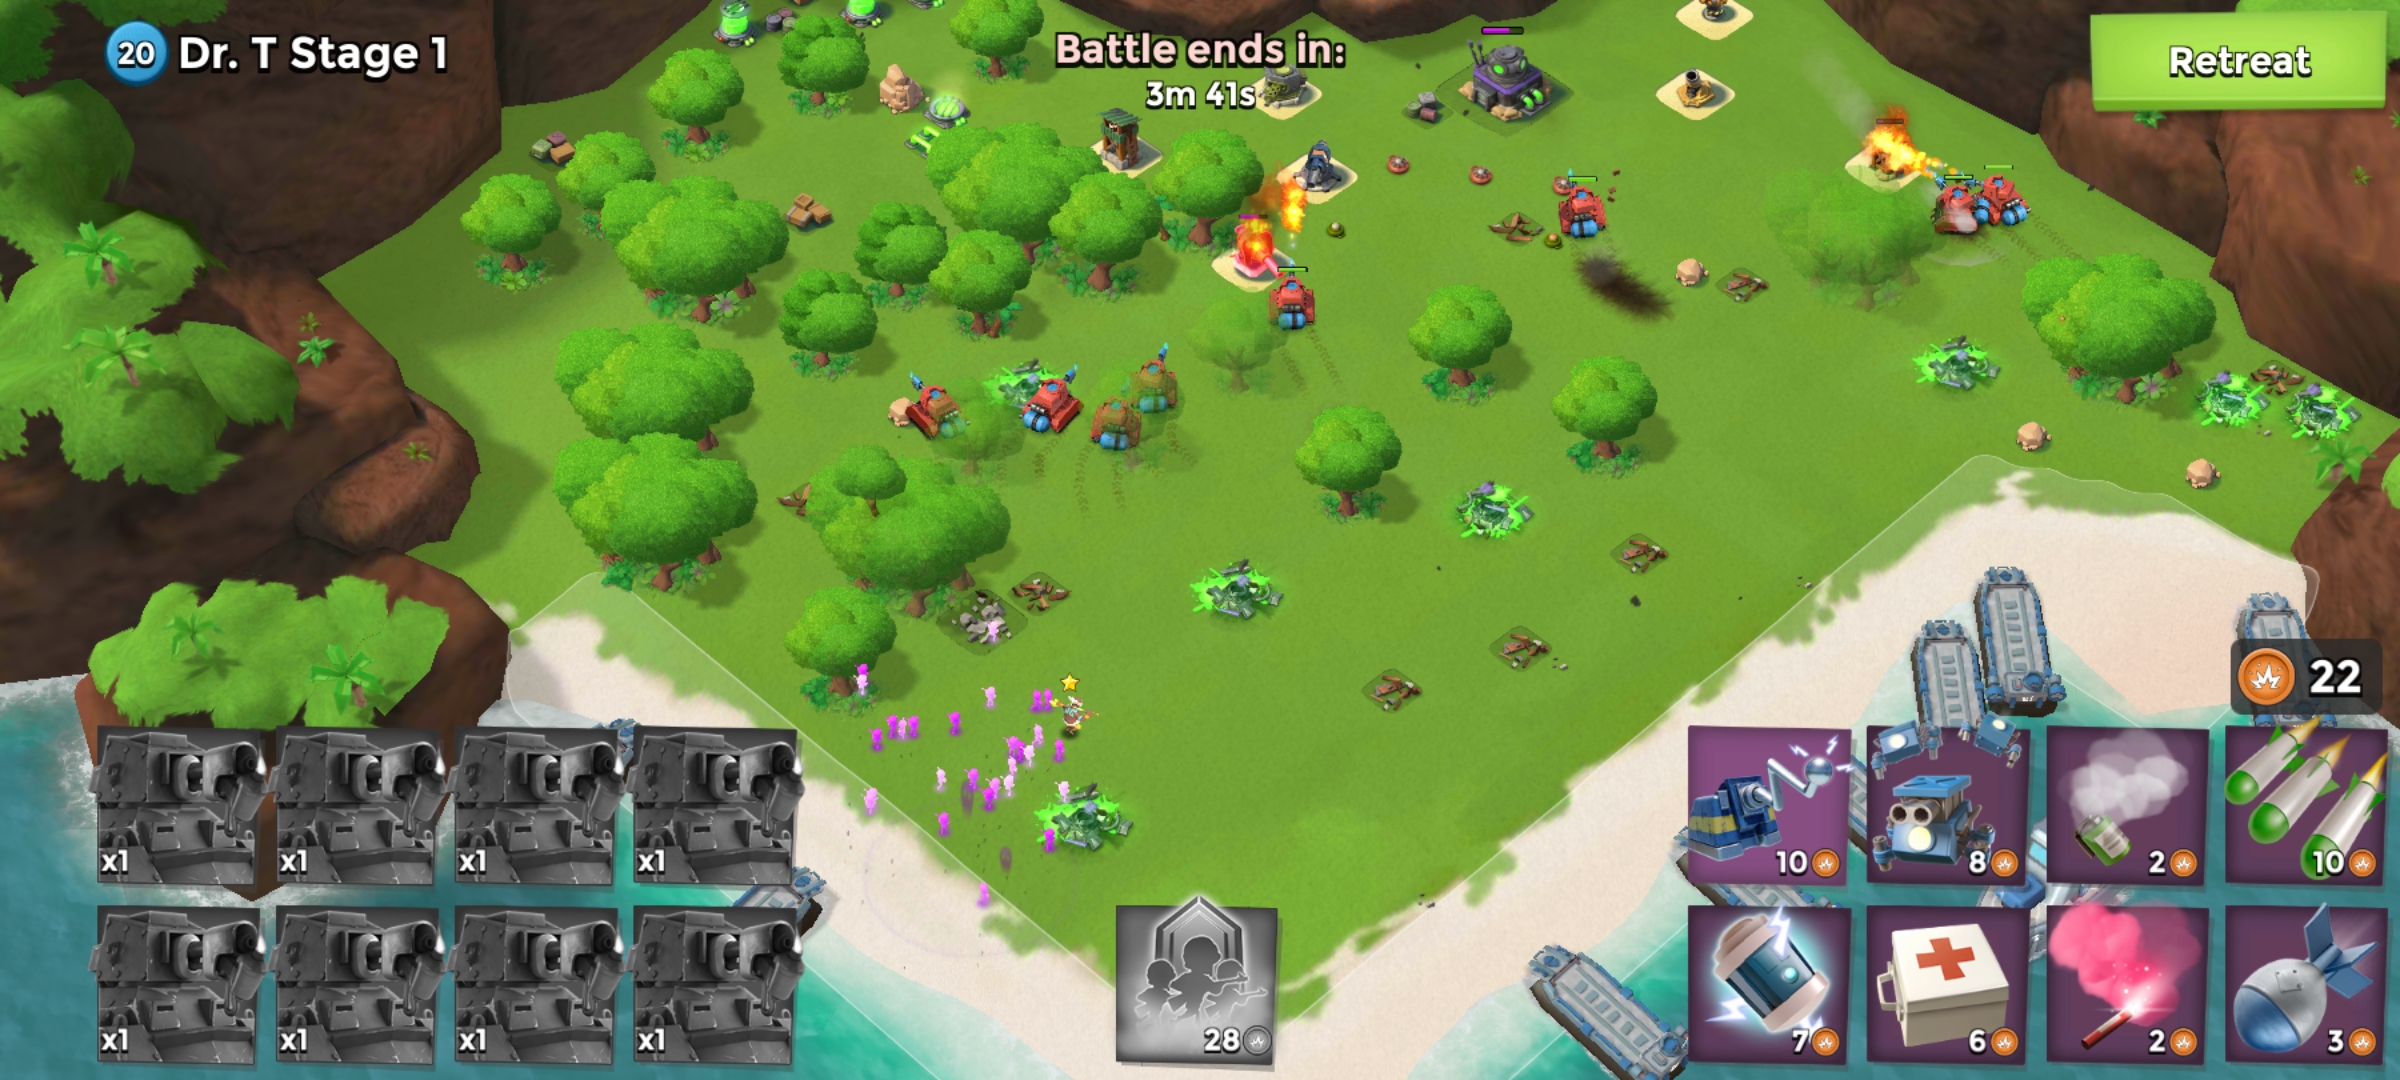 20 Dr. T Stage 1
Battle ends in:
3m 41s
Retreat
22
x1 x1 x1 x1
10 8 2 10
x1 x1 x1 x1
28
7 6 2 3